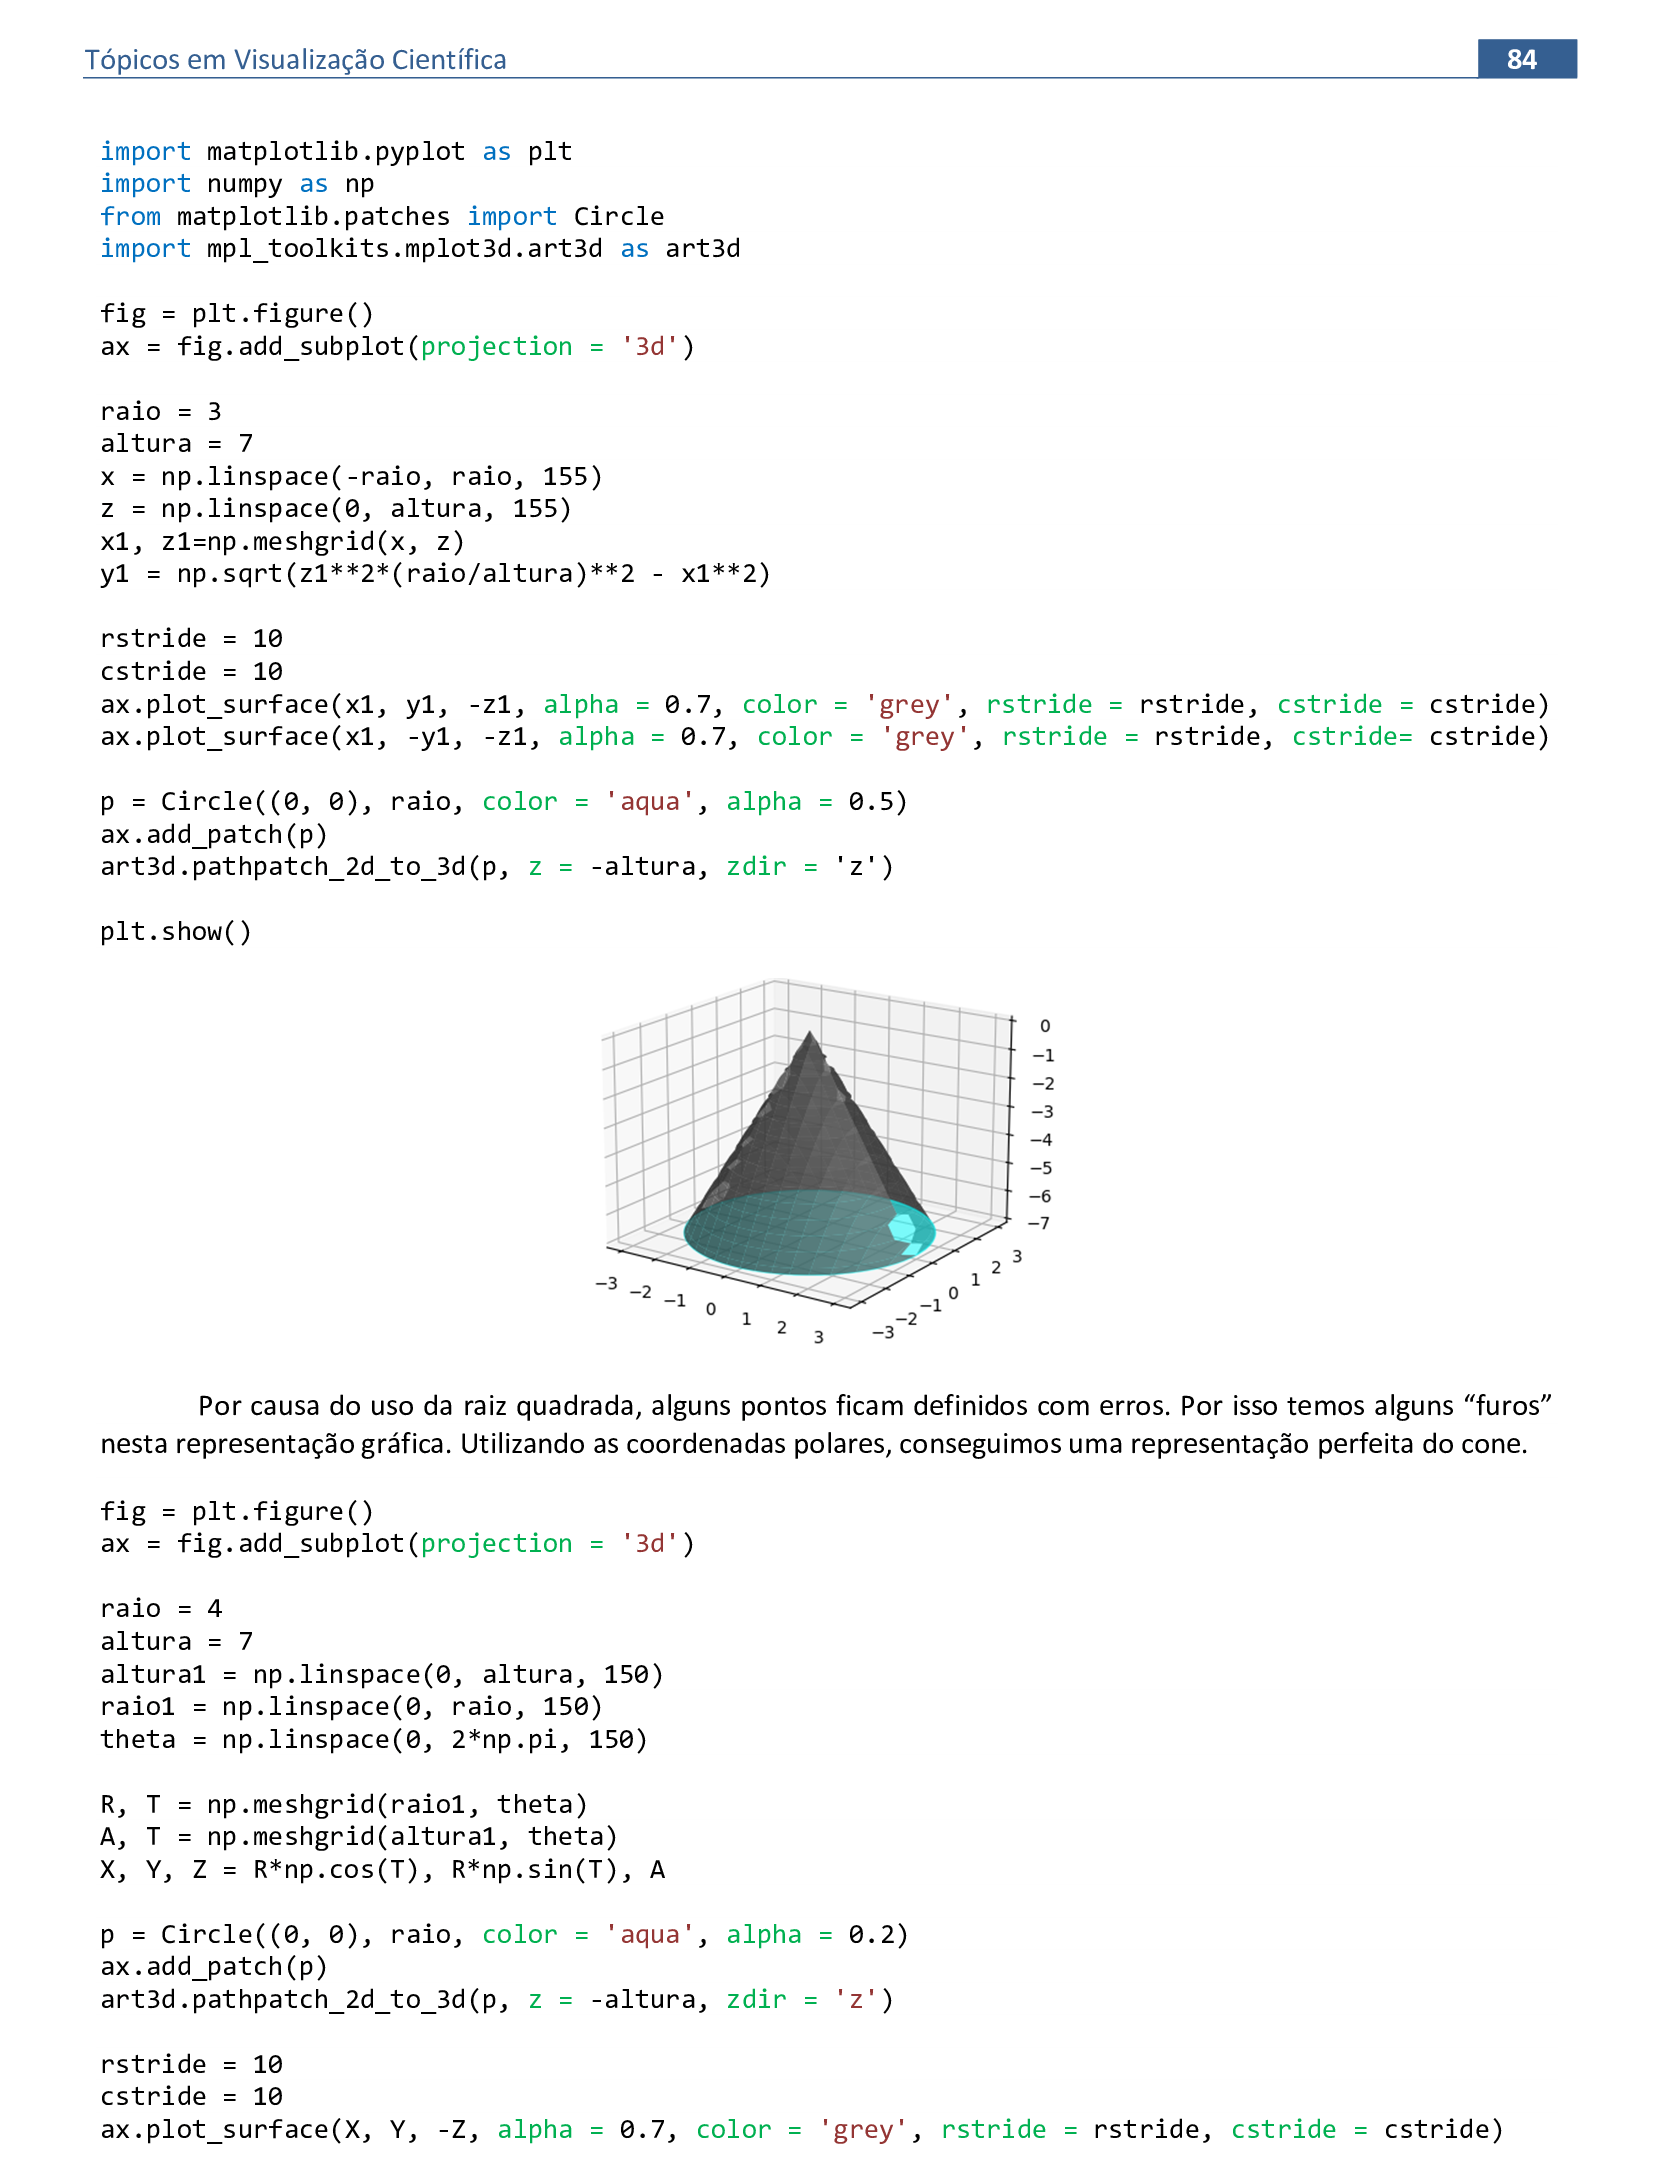 Tópicos em Visualização Científica 84
import matplotlib.pyplot as plt
import numpy as np
from matplotlib.patches import Circle
import mpl_toolkits.mplot3d.art3d as art3d
fig = plt.figure()
ax = fig.add_subplot(projection = '3d')
raio = 3
altura = 7
x = np.linspace(-raio, raio, 155)
z = np.linspace(0, altura, 155)
x1, z1=np.meshgrid(x, z)
y1 = np.sqrt(z1**2*(raio/altura)**2 - x1**2)
rstride = 10
cstride = 10
ax.plot_surface(x1, y1, -z1, alpha = 0.7, color = 'grey', rstride = rstride, cstride = cstride)
ax.plot_surface(x1, -y1, -z1, alpha = 0.7, color = 'grey', rstride = rstride, cstride= cstride)
p = Circle((0, 0), raio, color = 'aqua', alpha = 0.5)
ax.add_patch(p)
art3d.pathpatch_2d_to_3d(p, z = -altura, zdir = 'z')
plt.show()
0
−1
−2
−3
−4
−5
−6
−7
−3 −2 −1 0 1 2 3
−3 −2 −1 0 1 2 3
Por causa do uso da raiz quadrada, alguns pontos ficam definidos com erros. Por isso temos alguns “furos”
nesta representação gráfica. Utilizando as coordenadas polares, conseguimos uma representação perfeita do cone.
fig = plt.figure()
ax = fig.add_subplot(projection = '3d')
raio = 4
altura = 7
altura1 = np.linspace(0, altura, 150)
raio1 = np.linspace(0, raio, 150)
theta = np.linspace(0, 2*np.pi, 150)
R, T = np.meshgrid(raio1, theta)
A, T = np.meshgrid(altura1, theta)
X, Y, Z = R*np.cos(T), R*np.sin(T), A
p = Circle((0, 0), raio, color = 'aqua', alpha = 0.2)
ax.add_patch(p)
art3d.pathpatch_2d_to_3d(p, z = -altura, zdir = 'z')
rstride = 10
cstride = 10
ax.plot_surface(X, Y, -Z, alpha = 0.7, color = 'grey', rstride = rstride, cstride = cstride)